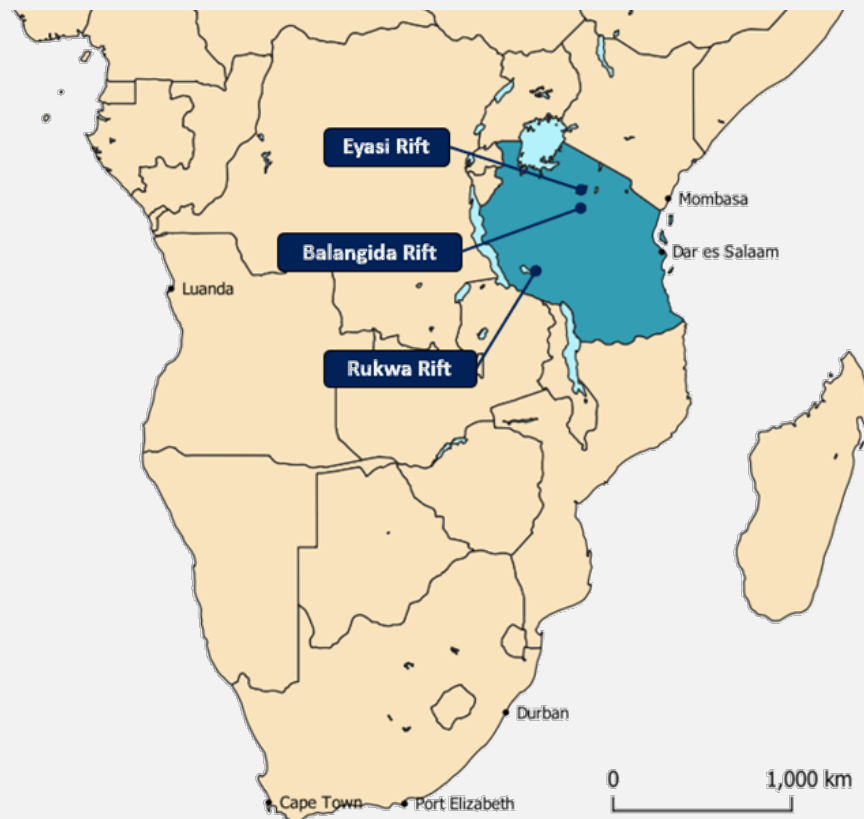 Eyasi Rift
Mombasa
Balangida Rift
Dar es Salaam
Luanda
Rukwa Rift
Durban
0 1,000 km
Cape Town
Port Elizabeth